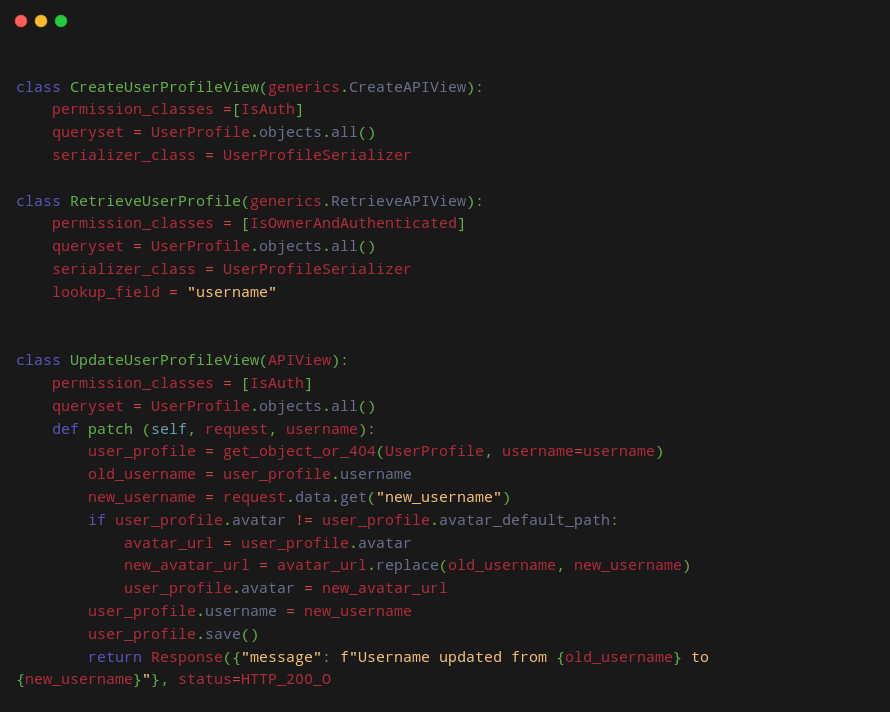 class CreateUserProfileView(generics.CreateAPIView):
    permission_classes =[IsAuth]
    queryset = UserProfile.objects.all()
    serializer_class = UserProfileSerializer
class RetrieveUserProfile(generics.RetrieveAPIView):
    permission_classes = [IsOwnerAndAuthenticated]
    queryset = UserProfile.objects.all()
    serializer_class = UserProfileSerializer
    lookup_field = "username"
class UpdateUserProfileView(APIView):
    permission_classes = [IsAuth]
    queryset = UserProfile.objects.all()
    def patch (self, request, username):
        user_profile = get_object_or_404(UserProfile, username=username)
        old_username = user_profile.username
        new_username = request.data.get("new_username")
        if user_profile.avatar != user_profile.avatar_default_path:
            avatar_url = user_profile.avatar
            new_avatar_url = avatar_url.replace(old_username, new_username)
            user_profile.avatar = new_avatar_url
        user_profile.username = new_username
        user_profile.save()
        return Response({"message": f"Username updated from {old_username} to
{new_username}"}, status=HTTP_200_O